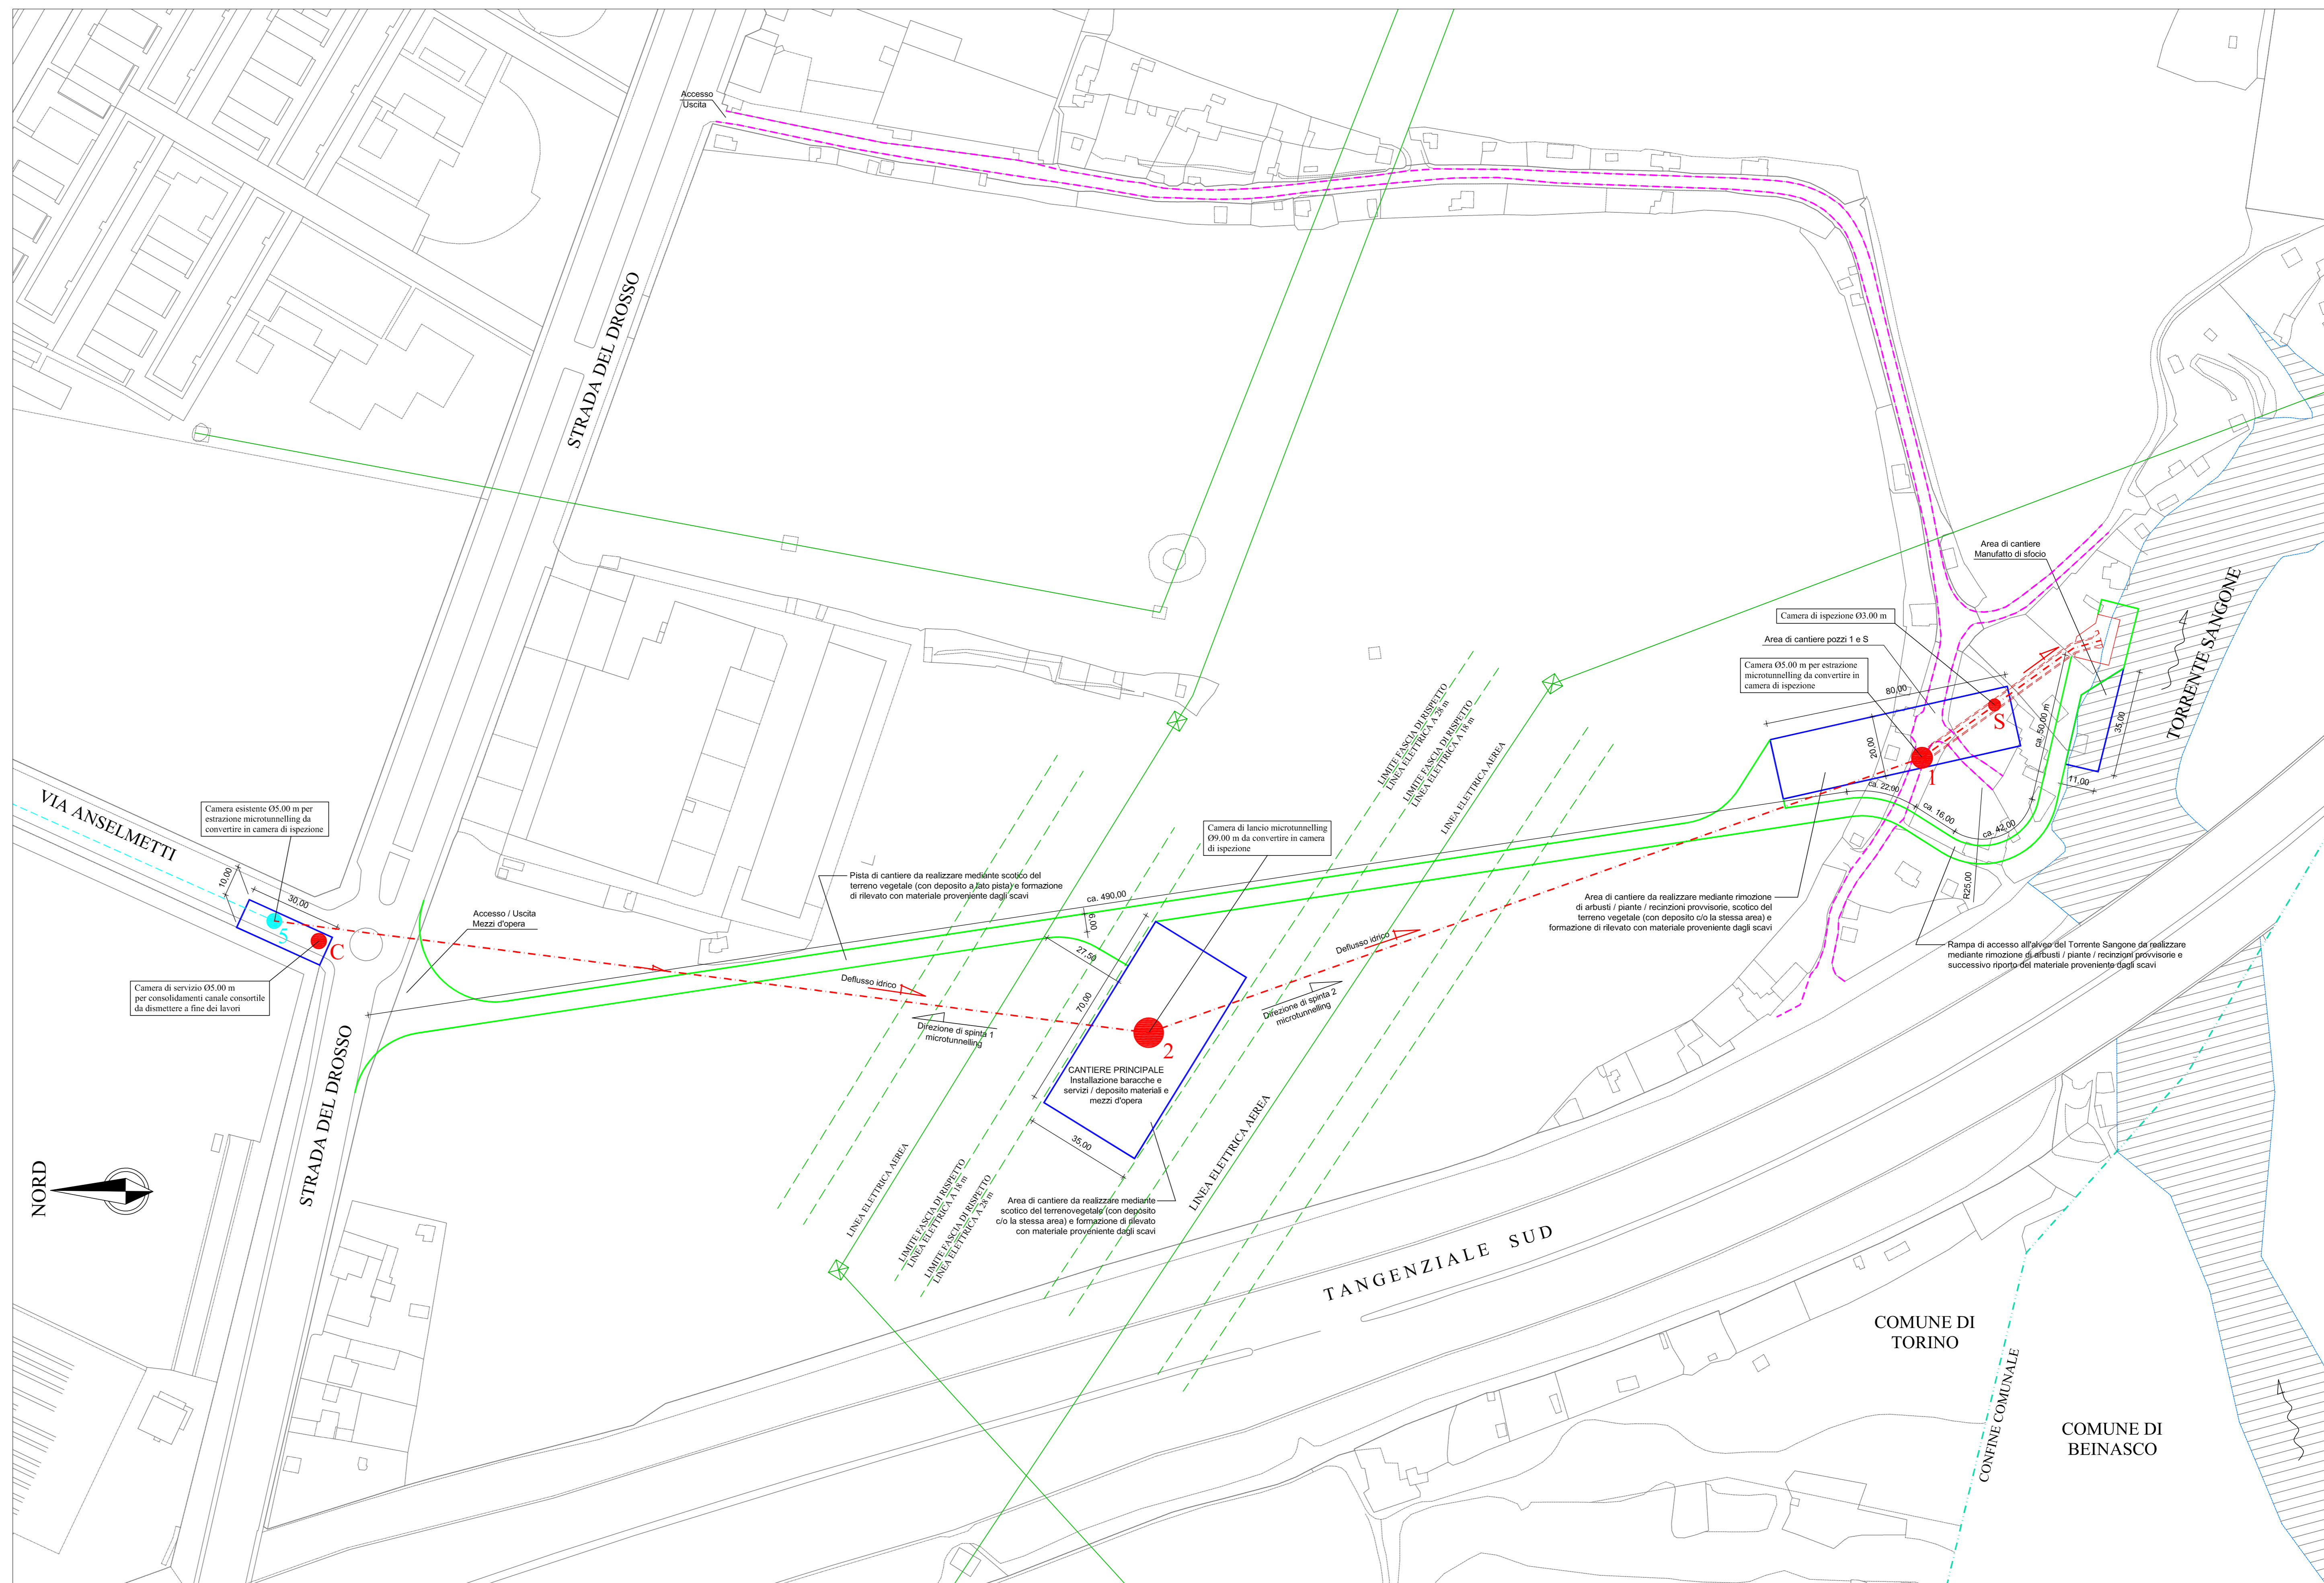 Accesso
Uscita
STRADA DEL DROSSO
Area di cantiere
Manufatto di sfocio
Camera di ispezione Ø3.00 m
Area di cantiere pozzi 1 e S
Camera Ø5.00 m per estrazione
microtunnelling da convertire in
camera di ispezione
TORRENTE SANGONE
80,00
S
20,00
1
ca. 50,00 m
35,00
11,00
ca. 22,00
ca. 16,00
ca. 42,00
R25,00
LIMITE FASCIA DI RISPETTO
LINEA ELETTRICA A 28 m
LIMITE FASCIA DI RISPETTO
LINEA ELETTRICA A 18 m
LINEA ELETTRICA AEREA
VIA ANSELMETTI
Camera esistente Ø5.00 m per
estrazione microtunnelling da
convertire in camera di ispezione
10,00
30,00
5
C
Camera di servizio Ø5.00 m
per consolidamenti canale consortile
da dismettere a fine dei lavori
Accesso / Uscita
Mezzi d'opera
Pista di cantiere da realizzare mediante scotico del
terreno vegetale (con deposito a lato pista) e formazione
di rilevato con materiale proveniente dagli scavi
Camera di lancio microtunnelling
Ø9.00 m da convertire in camera
di ispezione
ca. 490,00
6,00
27,50
70,00
Deflusso idrico
Direzione di spinta 1
microtunnelling
Deflusso idrico
Direzione di spinta 2
microtunnelling
2
CANTIERE PRINCIPALE
Installazione baracche e
servizi / deposito materiali e
mezzi d'opera
35,00
Area di cantiere da realizzare mediante rimozione
di arbusti / piante / recinzioni provvisorie, scotico del
terreno vegetale (con deposito c/o la stessa area) e
formazione di rilevato con materiale proveniente dagli scavi
Rampa di accesso all'alveo del Torrente Sangone da realizzare
mediante rimozione di arbusti / piante / recinzioni provvisorie e
successivo riporto del materiale proveniente dagli scavi
STRADA DEL DROSSO
NORD
LINEA ELETTRICA AEREA
LIMITE FASCIA DI RISPETTO
LINEA ELETTRICA A 18 m
LIMITE FASCIA DI RISPETTO
LINEA ELETTRICA A 28 m
LINEA ELETTRICA AEREA
Area di cantiere da realizzare mediante
scotico del terrenovegetale (con deposito
c/o la stessa area) e formazione di rilevato
con materiale proveniente dagli scavi
TANGENZIALE SUD
COMUNE DI
TORINO
CONFINE COMUNALE
COMUNE DI
BEINASCO